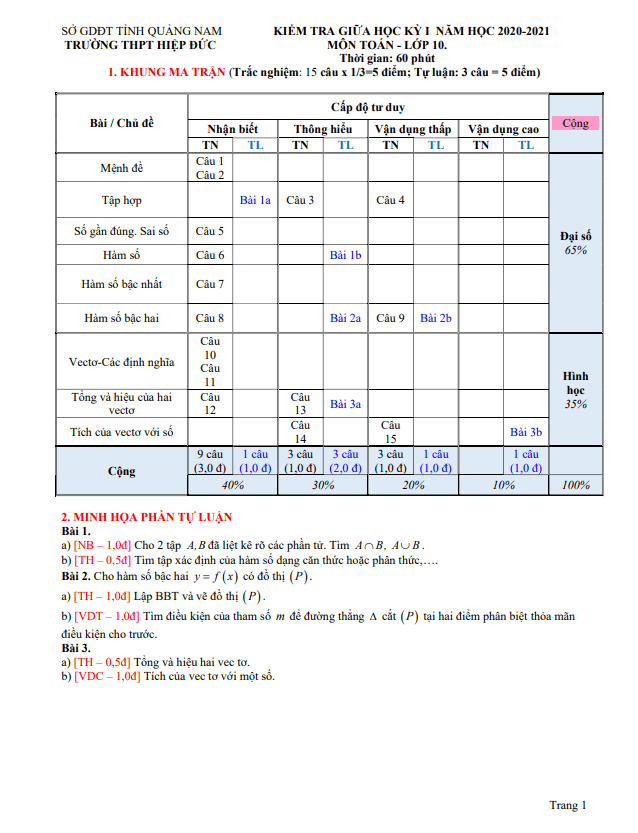 SỞ GDĐT TỈNH QUẢNG NAM KIỂM TRA GIỮA HỌC KỲ I NĂM HỌC 2020-2021
TRƯỜNG THPT HIỆP ĐỨC MÔN TOÁN - LỚP 10.
Thời gian: 60 phút
1. KHUNG MA TRẬN (Trắc nghiệm: 15 câu x 1/3=5 điểm; Tự luận: 3 câu = 5 điểm)
Bài / Chủ đề Cấp độ tư duy Cộng
Nhận biết Thông hiểu Vận dụng thấp Vận dụng cao
TN TL TN TL TN TL TN TL
Mệnh đề Câu 1
Câu 2
Tập hợp Bài 1a Câu 3 Câu 4
Số gần đúng. Sai số Câu 5
Hàm số Câu 6 Bài 1b
Hàm số bậc nhất Câu 7
Hàm số bậc hai Câu 8 Bài 2a Câu 9 Bài 2b
Đại số
65%
Vectơ-Các định nghĩa Câu
10
Câu
11
Tổng và hiệu của hai
vectơ Câu
12 Câu
13 Bài 3a
Tích của vectơ với số Câu
14 Câu
15 Bài 3b
Hình
học
35%
Cộng 9 câu 1 câu 3 câu 3 câu 3 câu 1 câu 1 câu
(3,0 đ) (1,0 đ) (1,0 đ) (2,0 đ) (1,0 đ) (1,0 đ) (1,0 đ)
40% 30% 20% 10% 100%
2. MINH HỌA PHẦN TỰ LUẬN
Bài 1.
a) [NB – 1,0đ] Cho 2 tập A, B đã liệt kê rõ các phần tử. Tìm A ∩ B, A ∪ B.
b) [TH – 0,5đ] Tìm tập xác định của hàm số dạng căn thức hoặc phân thức,….
Bài 2. Cho hàm số bậc hai y = f(x) có đồ thị (P).
a) [TH – 1,0đ] Lập BBT và vẽ đồ thị (P).
b) [VDT – 1,0đ] Tìm điều kiện của tham số m để đường thẳng Δ cắt (P) tại hai điểm phân biệt thỏa mãn
điều kiện cho trước.
Bài 3.
a) [TH – 0,5đ] Tổng và hiệu hai vec tơ.
b) [VDC – 1,0đ] Tích của vec tơ với một số.
Trang 1